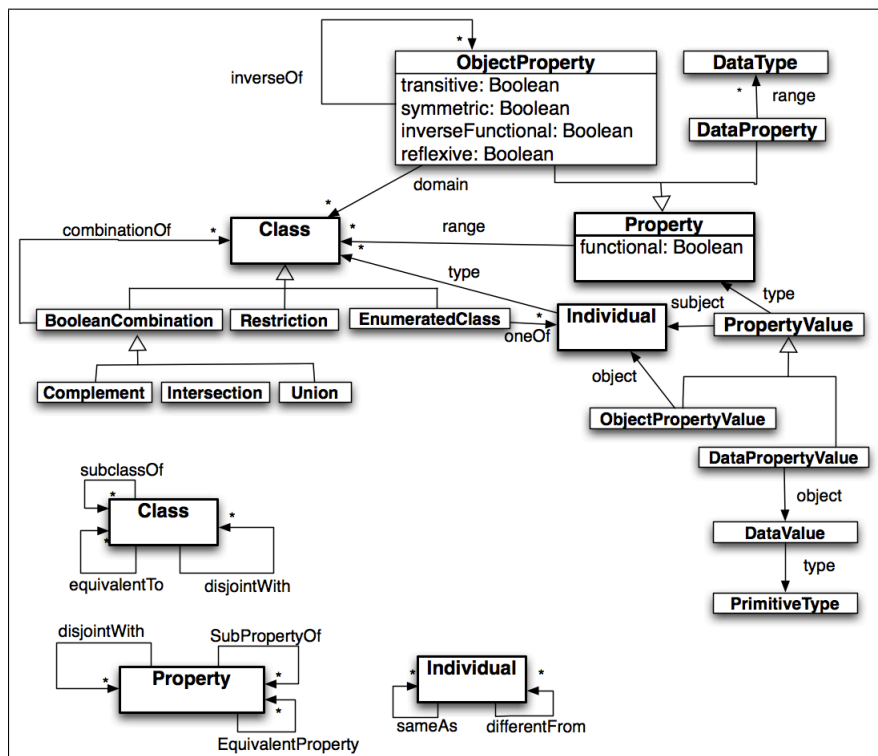 ObjectProperty
transitive: Boolean
symmetric: Boolean
inverseFunctional: Boolean
reflexive: Boolean
*
inverseOf
DataType
*
range
DataProperty
domain
*
combinationOf
*
Class
*
*
range
type
Property
functional: Boolean
BooleanCombination
Restriction
EnumeratedClass
*
oneOf
Individual
subject
type
PropertyValue
Complement
Intersection
Union
object
ObjectPropertyValue
DataPropertyValue
object
DataValue
type
PrimitiveType
subclassOf
*
Class
*
*
equivalentTo
disjointWith
disjointWith
SubPropertyOf
*
Property
*
*
EquivalentProperty
*
Individual
*
sameAs
differentFrom